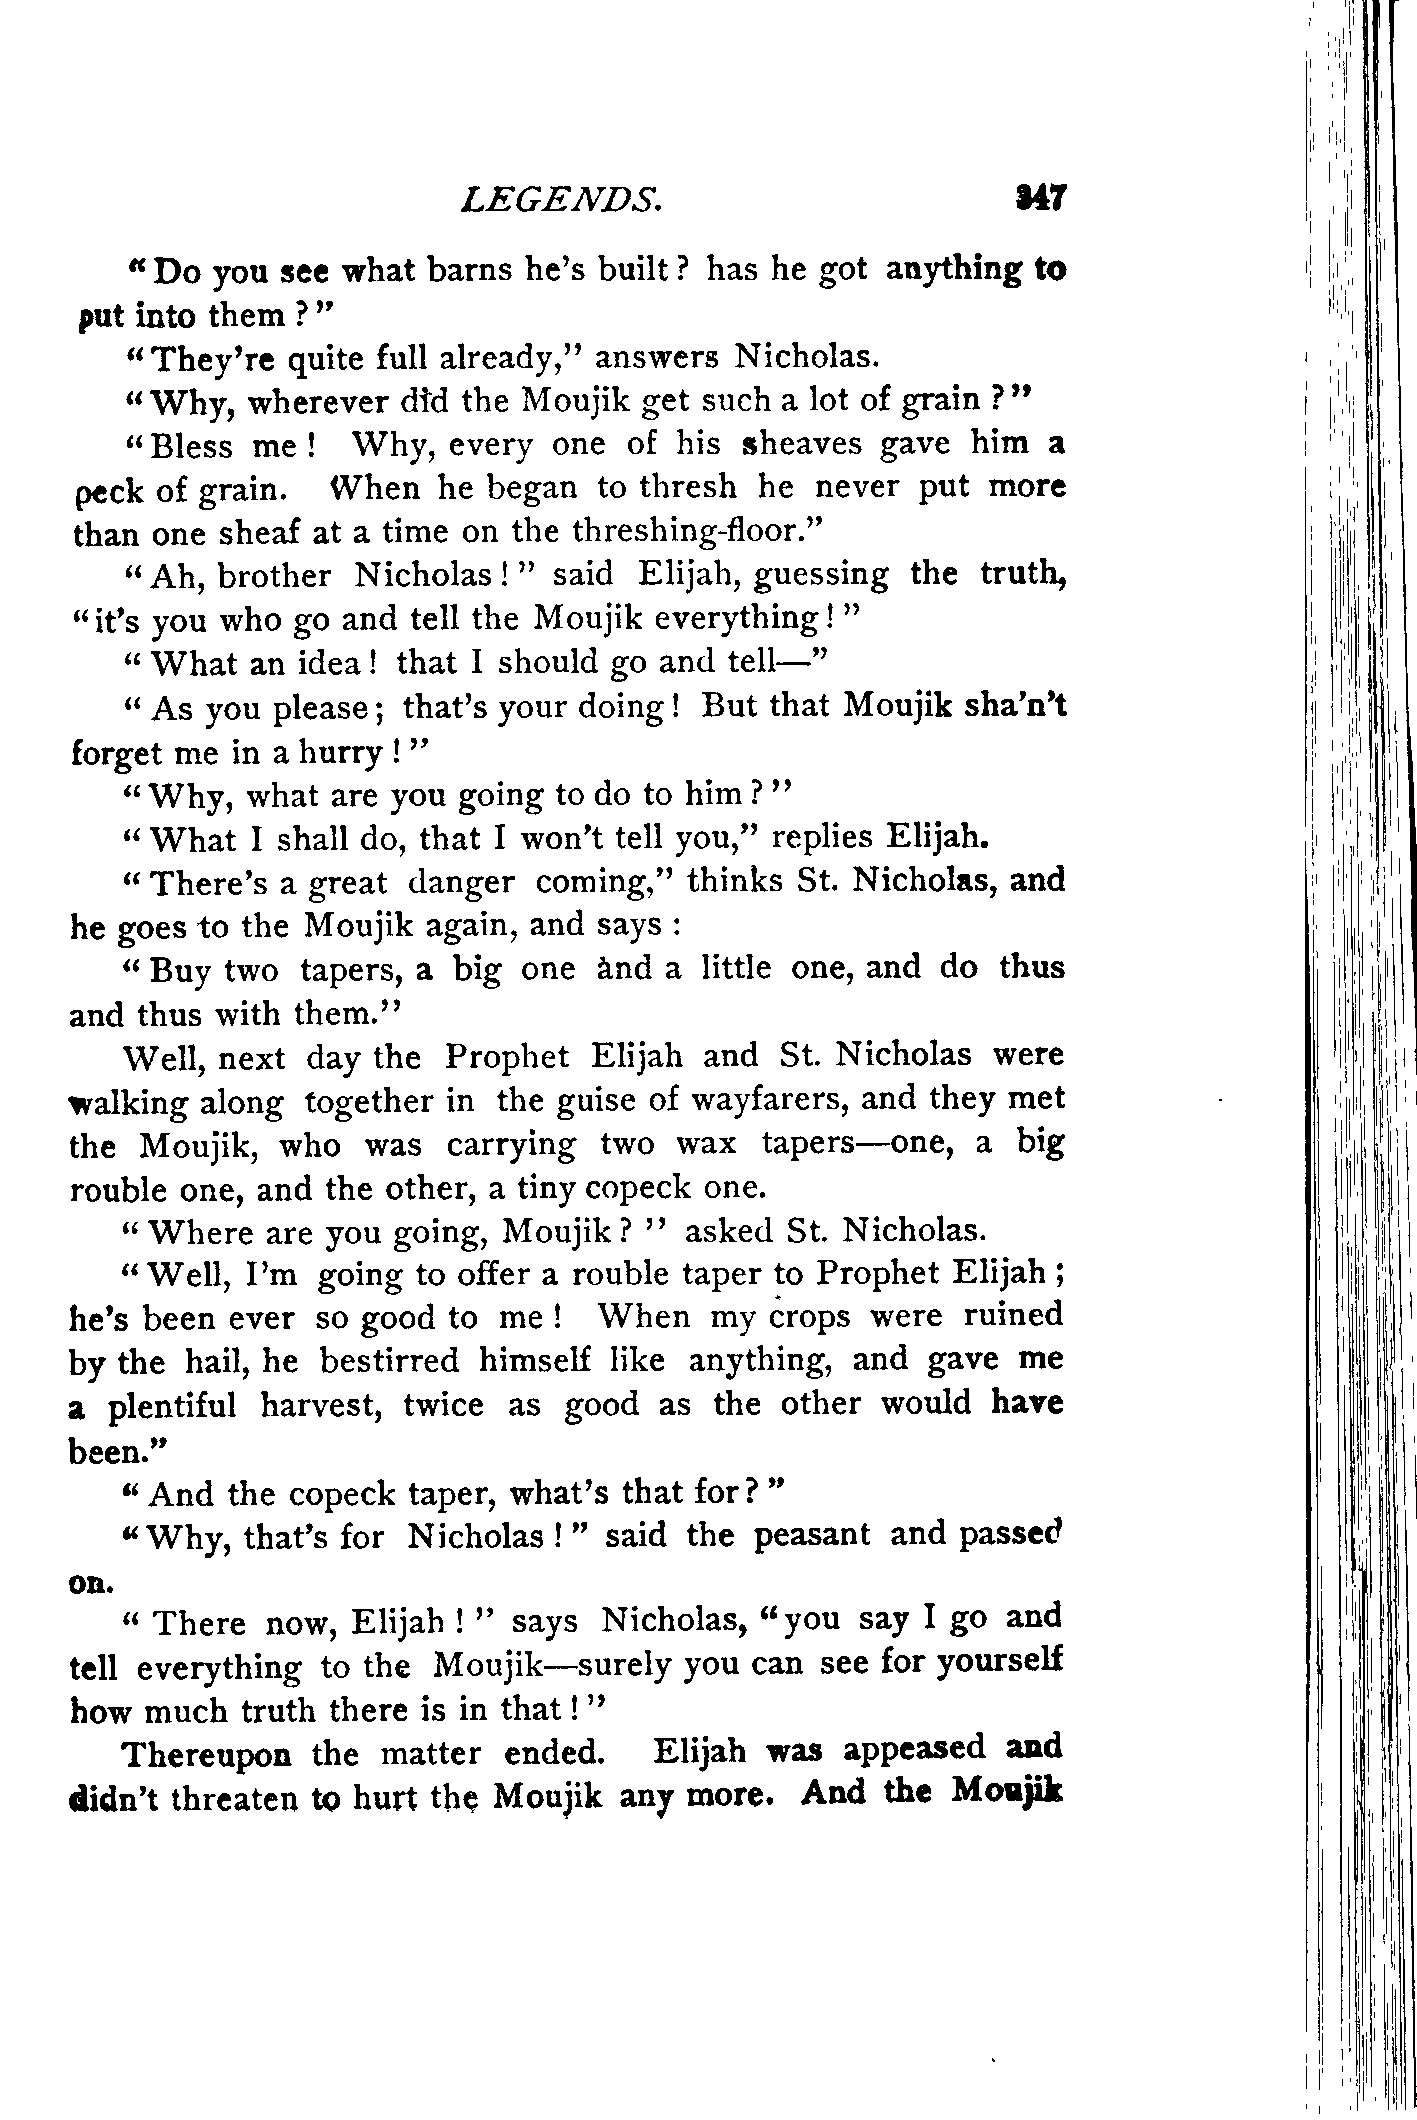 LEGENDS. 347
"Do you see what barns he's built? has he got anything to
put into them?"
"They're quite full already," answers Nicholas.
"Why, wherever did the Moujik get such a lot of grain?"
"Bless me! Why, every one of his sheaves gave him a
peck of grain. When he began to thresh he never put more
than one sheaf at a time on the threshing-floor."
"Ah, brother Nicholas!" said Elijah, guessing the truth,
"it's you who go and tell the Moujik everything!"
"What an idea! that I should go and tell—"
"As you please; that's your doing! But that Moujik sha'n't
forget me in a hurry!"
"Why, what are you going to do to him?"
"What I shall do, that I won't tell you," replies Elijah.
"There's a great danger coming," thinks St. Nicholas, and
he goes to the Moujik again, and says:
"Buy two tapers, a big one and a little one, and do thus
and thus with them."
Well, next day the Prophet Elijah and St. Nicholas were
walking along together in the guise of wayfarers, and they met
the Moujik, who was carrying two wax tapers—one, a big
rouble one, and the other, a tiny copeck one.
"Where are you going, Moujik?" asked St. Nicholas.
"Well, I'm going to offer a rouble taper to Prophet Elijah;
he's been ever so good to me! When my crops were ruined
by the hail, he bestirred himself like anything, and gave me
a plentiful harvest, twice as good as the other would have
been."
"And the copeck taper, what's that for?"
"Why, that's for Nicholas!" said the peasant and passed
on.
"There now, Elijah!" says Nicholas, "you say I go and
tell everything to the Moujik—surely you can see for yourself
how much truth there is in that!"
Thereupon the matter ended. Elijah was appeased and
didn't threaten to hurt the Moujik any more. And the Moujik